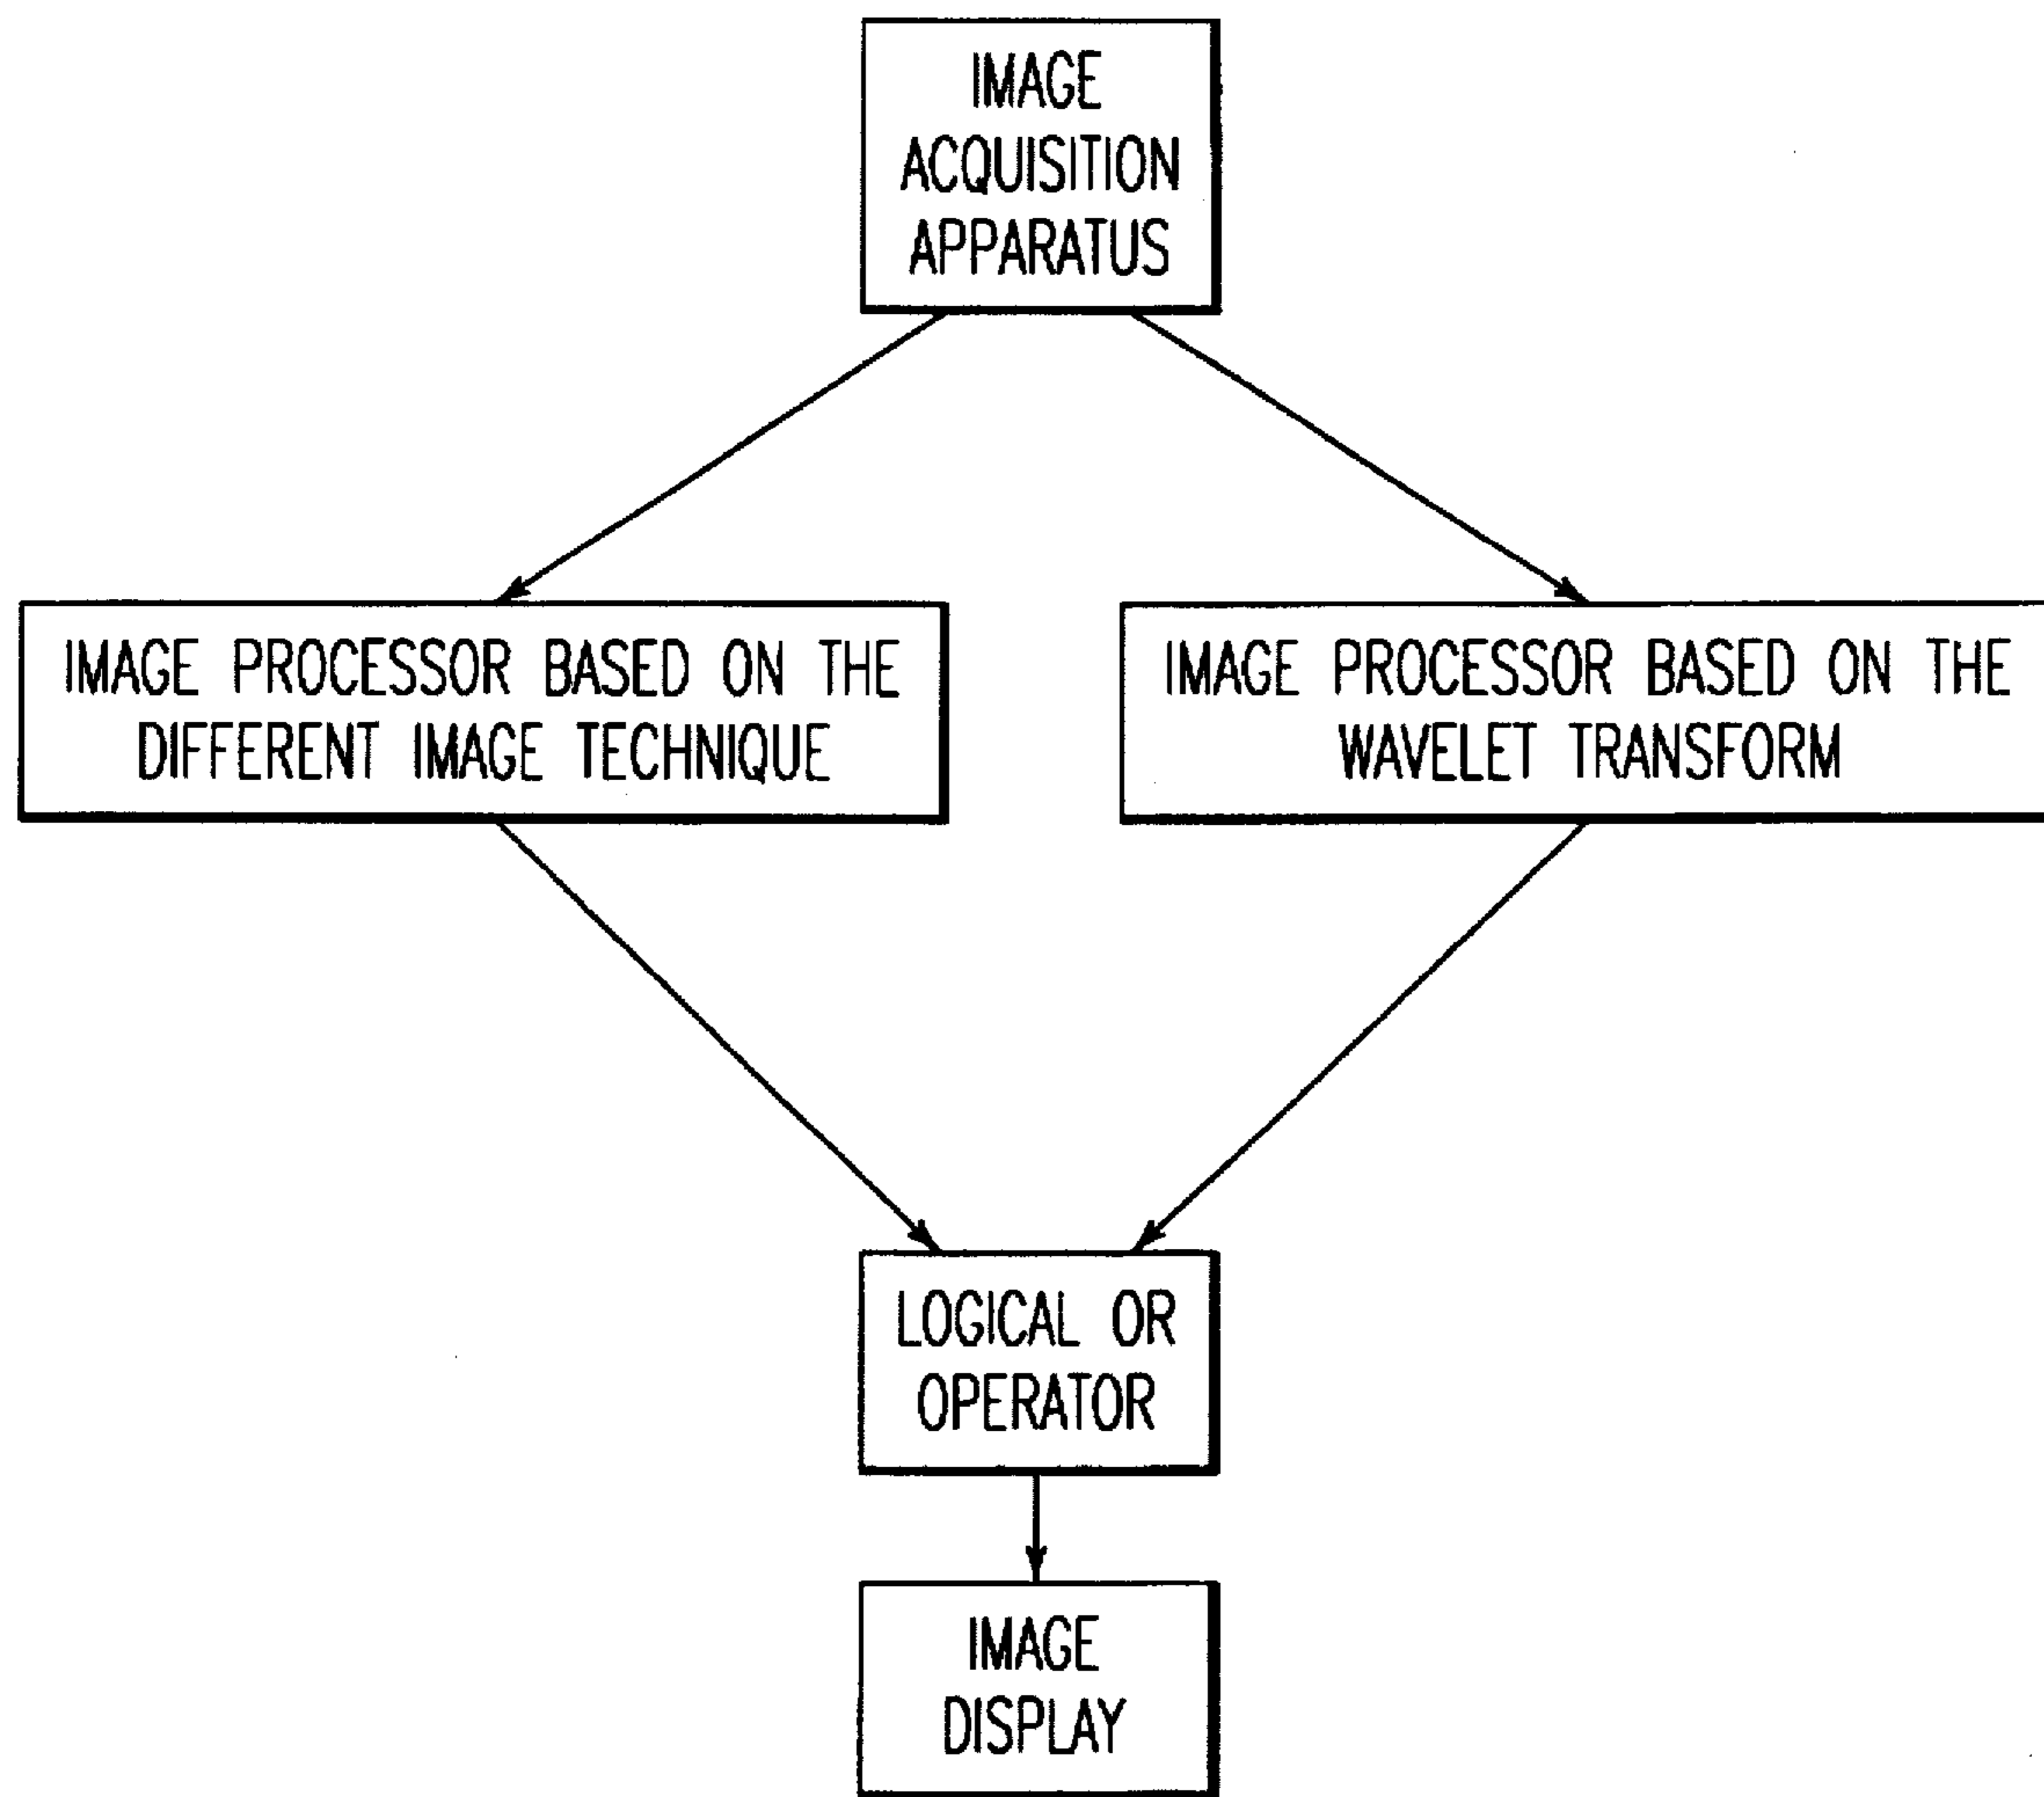 IMAGE
ACQUISITION
APPARATUS
IMAGE PROCESSOR BASED ON THE
DIFFERENT IMAGE TECHNIQUE
IMAGE PROCESSOR BASED ON THE
WAVELET TRANSFORM
LOGICAL OR
OPERATOR
IMAGE
DISPLAY